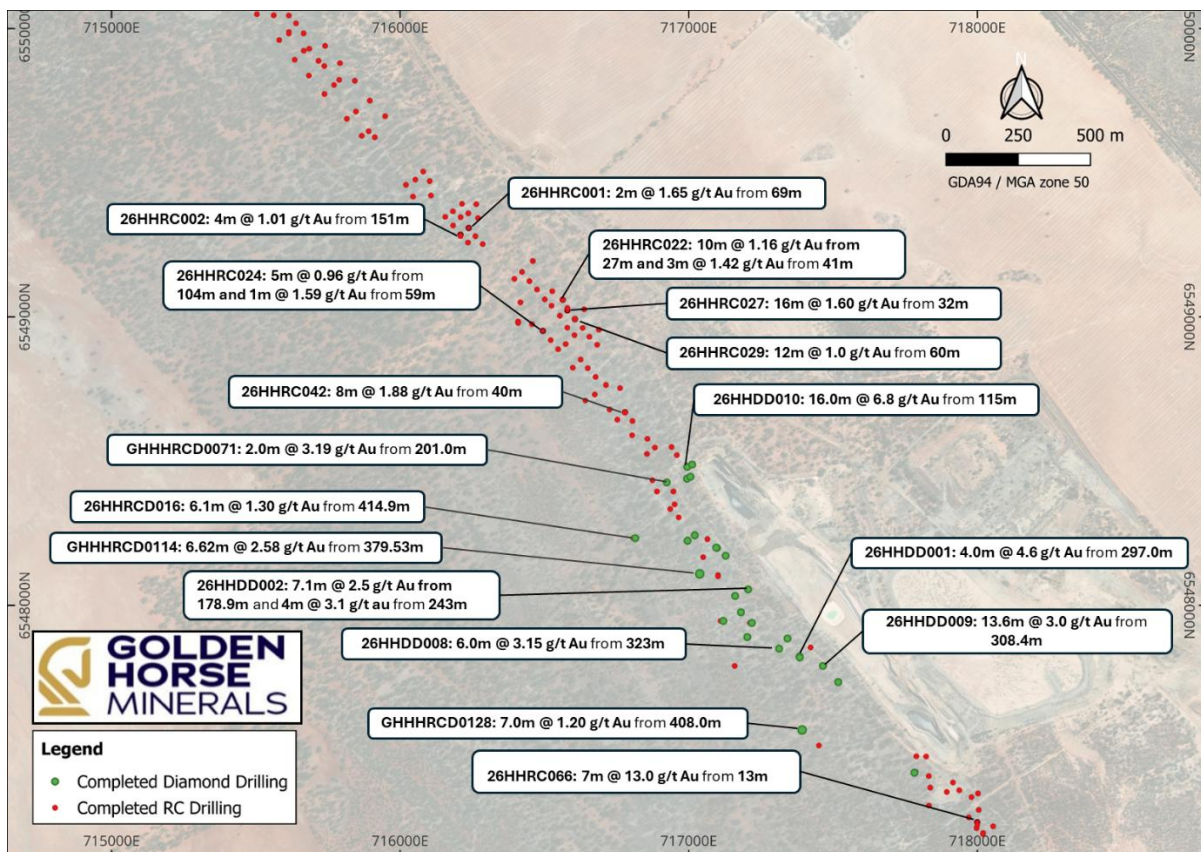 715000E
716000E
717000E
718000E
6550000N
6550000N
N
0 250 500 m
GDA94 / MGA zone 50
26HHRC001: 2m @ 1.65 g/t Au from 69m
26HHRC002: 4m @ 1.01 g/t Au from 151m
26HHRC022: 10m @ 1.16 g/t Au from
27m and 3m @ 1.42 g/t Au from 41m
26HHRC024: 5m @ 0.96 g/t Au from
104m and 1m @ 1.59 g/t Au from 59m
26HHRC027: 16m @ 1.60 g/t Au from 32m
6549000N
6549000N
26HHRC029: 12m @ 1.0 g/t Au from 60m
26HHRC042: 8m @ 1.88 g/t Au from 40m
26HHDD010: 16.0m @ 6.8 g/t Au from 115m
GHHHRCD0071: 2.0m @ 3.19 g/t Au from 201.0m
26HHRCD016: 6.1m @ 1.30 g/t Au from 414.9m
GHHHRCD0114: 6.62m @ 2.58 g/t Au from 379.53m
26HHDD001: 4.0m @ 4.6 g/t Au from 297.0m
26HHDD002: 7.1m @ 2.5 g/t Au from
178.9m and 4m @ 3.1 g/t au from 243m
6548000N
6548000N
26HHDD009: 13.6m @ 3.0 g/t Au from
308.4m
26HHDD008: 6.0m @ 3.15 g/t Au from 323m
GOLDEN
HORSE
MINERALS
GHHHRCD0128: 7.0m @ 1.20 g/t Au from 408.0m
26HHRC066: 7m @ 13.0 g/t Au from 13m
Legend
Completed Diamond Drilling
Completed RC Drilling
715000E
716000E
717000E
718000E